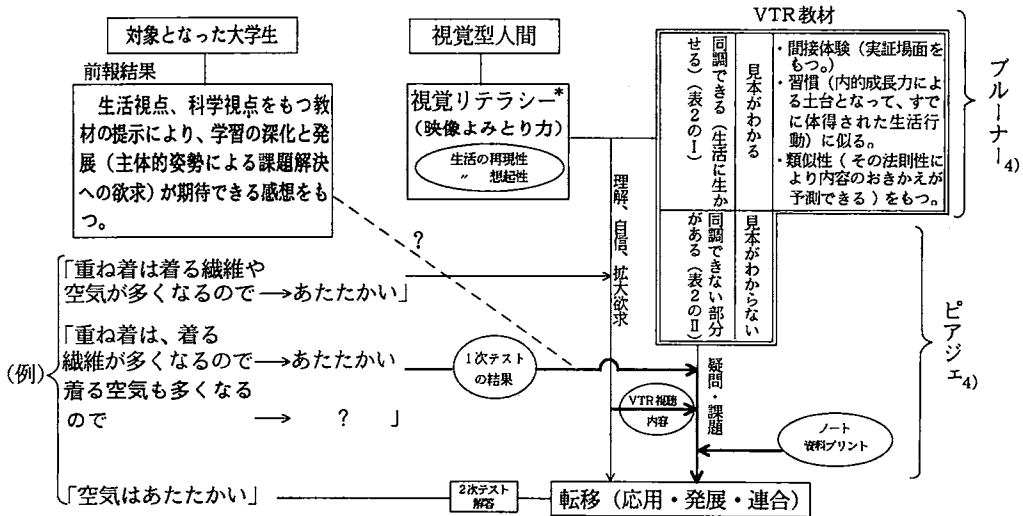 VTR教材
対象となった大学生
視覚型人間
前報結果
生活視点、科学視点をもつ教
材の提示により、学習の深化と発
展（主体的姿勢による課題解決
への欲求）が期待できる感想をも
つ。
視覚リテラシー*
（映像よみとり力）
生活の再現性
〃 想起性
同調できる（生活に生か
せる）（表2のI）
見本がわかる
・間接体験（実証場面を
もつ。）
・習慣（内的成長力によ
る土台となって、すで
に体得された生活行
動）に似る。
・類似性（その法則性に
より内容のおきかえが
予測できる）をもつ。
ブルーナー4)
同調できない部分
がある（表2のII）
見本がわからない
ピアジェ4)
理解、自信、拡大欲求
？
(例)
「重ね着は着る繊維や
空気が多くなるので→あたたかい」
「重ね着は、着る
繊維が多くなるので→あたたかい
着る空気も多くなる
ので → ？ 」
1次テスト
の結果
疑問・課題
VTR視聴
内容
ノート
資料プリント
「空気はあたたかい」
2次テスト
解答
転移（応用・発展・連合）